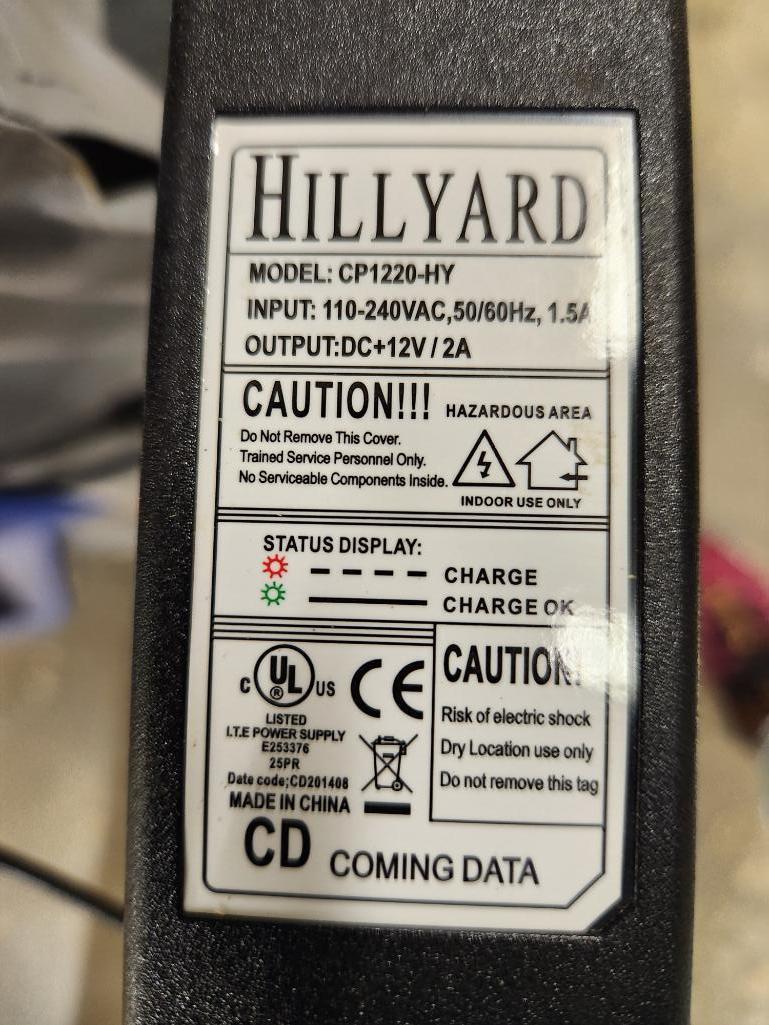 HILLYARD
MODEL: CP1220-HY
INPUT: 110-240VAC,50/60Hz, 1.5A
OUTPUT:DC+12V / 2A
CAUTION!!! HAZARDOUS AREA
Do Not Remove This Cover.
Trained Service Personnel Only.
No Serviceable Components Inside.
INDOOR USE ONLY
STATUS DISPLAY:
CHARGE
CHARGE OK
C UL ® US CE
LISTED
I.T.E POWER SUPPLY
E253376
25PR
Date code;CD201408
MADE IN CHINA
CAUTION!
Risk of electric shock
Dry Location use only
Do not remove this tag
CD COMING DATA